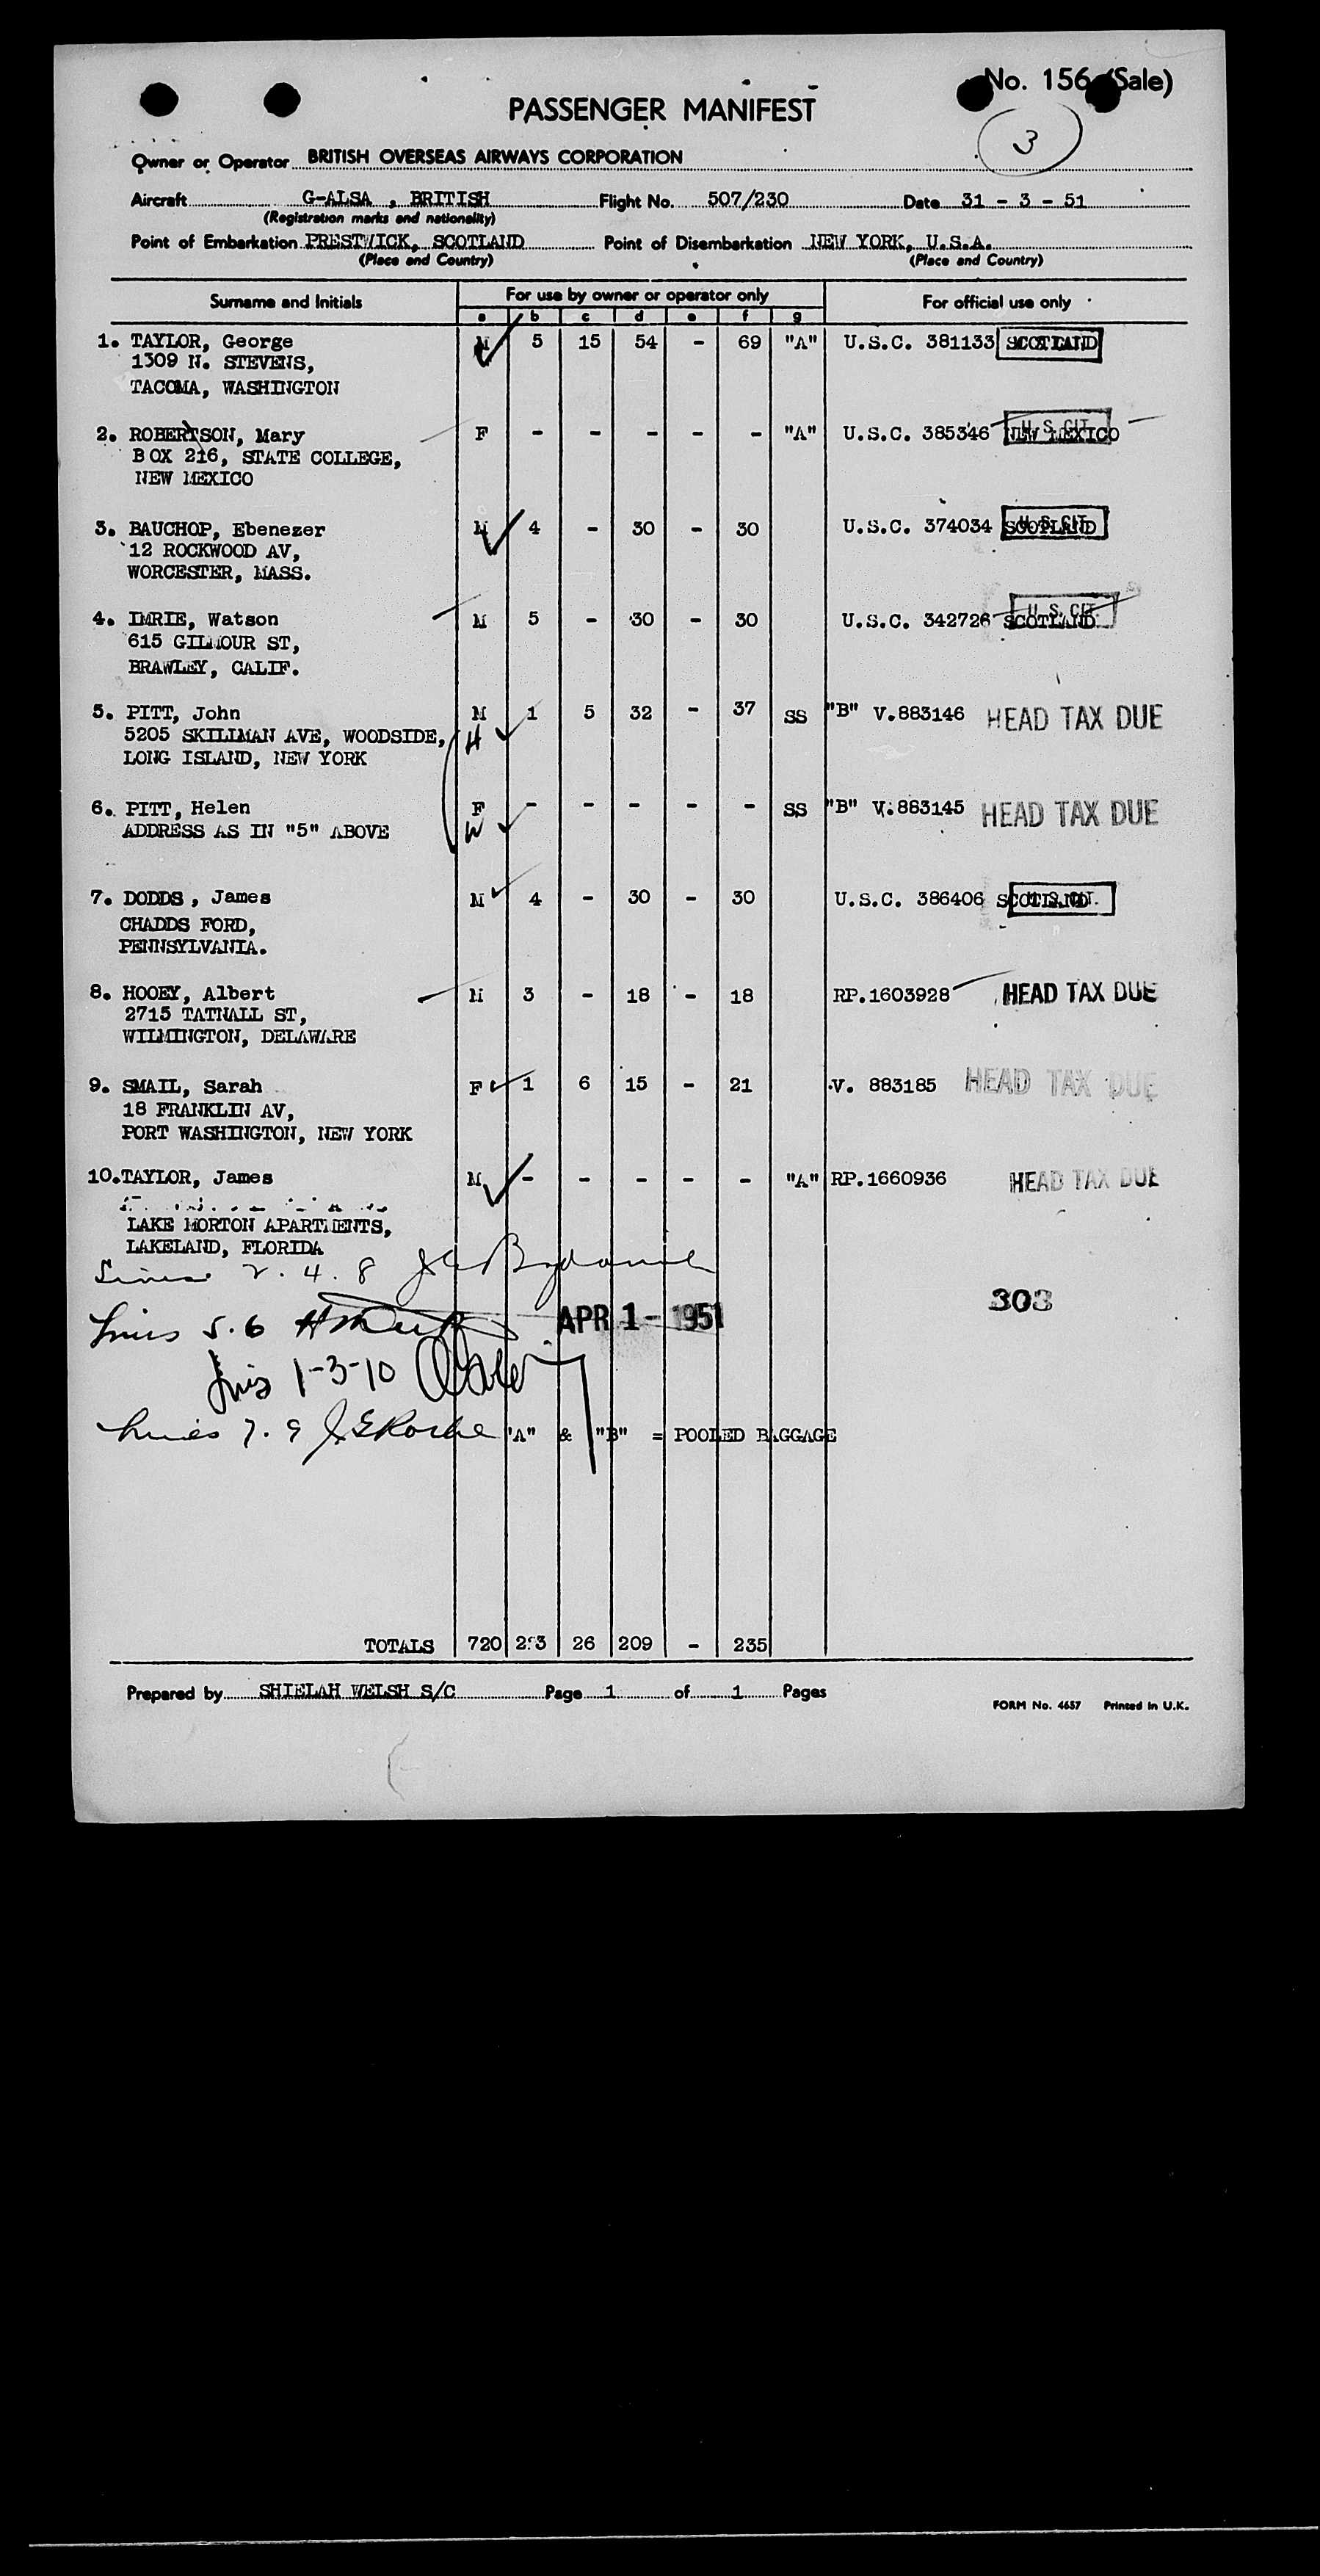 No. 156 (Sale)
PASSENGER MANIFEST
3
Owner or Operator BRITISH OVERSEAS AIRWAYS CORPORATION
Aircraft G-ALSA , BRITISH Flight No. 507/230 Date 31 - 3 - 51
(Registration marks and nationality)
Point of Embarkation PRESTWICK, SCOTLAND Point of Disembarkation NEW YORK, U.S.A.
(Place and Country) (Place and Country)
Surname and Initials For use by owner or operator only For official use only
a b c d e f g
1. TAYLOR, George M 5 15 54 - 69 "A" U.S.C. 381133 SCOTLAND
1309 N. STEVENS,
TACOMA, WASHINGTON
2. ROBERTSON, Mary F - - - - - "A" U.S.C. 385346 NEW MEXICO U.S. CIT.
BOX 216, STATE COLLEGE,
NEW MEXICO
3. BAUCHOP, Ebenezer M 4 - 30 - 30 U.S.C. 374034 SCOTLAND U.S. CIT.
12 ROCKWOOD AV,
WORCESTER, MASS.
4. IMRIE, Watson M 5 - 30 - 30 U.S.C. 342726 SCOTLAND U.S. CIT.
615 GILMOUR ST,
BRAWLEY, CALIF.
5. PITT, John M 1 5 32 - 37 SS "B" V.883146 HEAD TAX DUE
5205 SKILLMAN AVE, WOODSIDE, H
LONG ISLAND, NEW YORK
6. PITT, Helen F - - - - - SS "B" V.883145 HEAD TAX DUE
ADDRESS AS IN "5" ABOVE W
7. DODDS , James M 4 - 30 - 30 U.S.C. 386406 SCOTLAND U.S. CIT.
CHADDS FORD,
PENNSYLVANIA.
8. HOOEY, Albert M 3 - 18 - 18 RP.1603928 HEAD TAX DUE
2715 TATNALL ST,
WILMINGTON, DELAWARE
9. SMAIL, Sarah F 1 6 15 - 21 V. 883185 HEAD TAX DUE
18 FRANKLIN AV,
PORT WASHINGTON, NEW YORK
10.TAYLOR, James M - - - - - "A" RP.1660936 HEAD TAX DUE
LAKE MORTON APARTMENTS,
LAKELAND, FLORIDA
Lines 2. 4. 8
303
Lines 5. 6 APR 1 - 1951
Lines 1-3-10
Lines 7. 9 "A" & "B" = POOLED BAGGAGE
TOTALS 720 26 209 - 235
Prepared by SHIELAH WELSH S/C Page 1 of 1 Pages
FORM No. 4657 Printed in U.K.